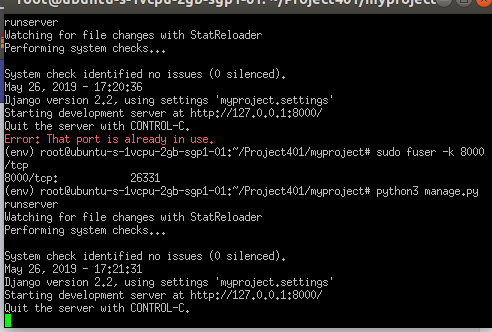 root@ubuntu-s-1vcpu-2gb-sgp1-01: ~/Project401/myproject
runserver
Watching for file changes with StatReloader
Performing system checks...
System check identified no issues (0 silenced).
May 26, 2019 - 17:20:36
Django version 2.2, using settings 'myproject.settings'
Starting development server at http://127.0.0.1:8000/
Quit the server with CONTROL-C.
Error: That port is already in use.
(env) root@ubuntu-s-1vcpu-2gb-sgp1-01:~/Project401/myproject# sudo fuser -k 8000
/tcp
8000/tcp:            26331
(env) root@ubuntu-s-1vcpu-2gb-sgp1-01:~/Project401/myproject# python3 manage.py
runserver
Watching for file changes with StatReloader
Performing system checks...
System check identified no issues (0 silenced).
May 26, 2019 - 17:21:31
Django version 2.2, using settings 'myproject.settings'
Starting development server at http://127.0.0.1:8000/
Quit the server with CONTROL-C.